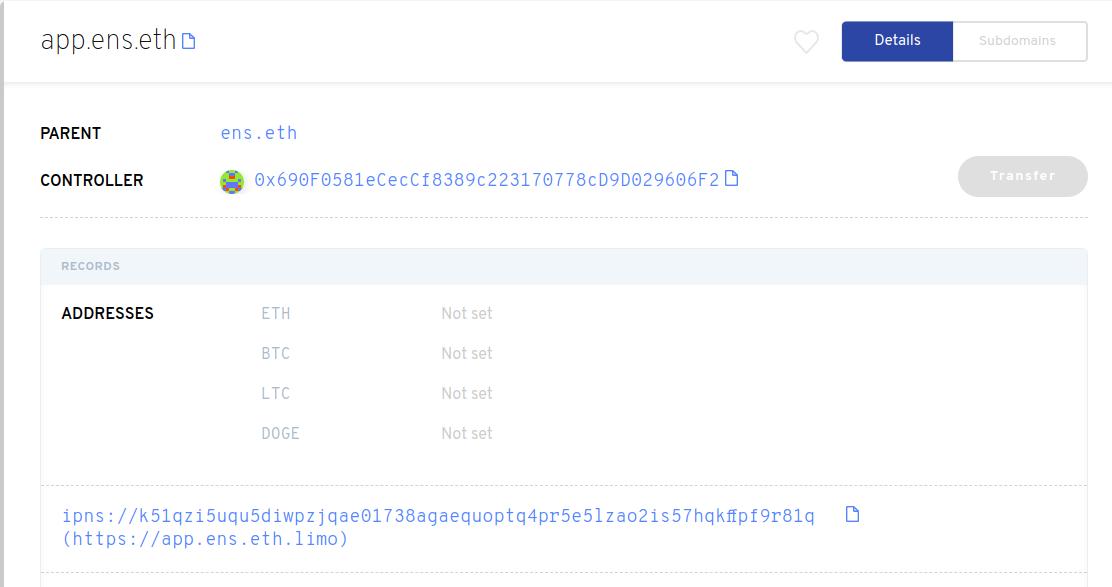 app.ens.eth
Details
Subdomains
PARENT
ens.eth
CONTROLLER
0x690F0581eCecCf8389c223170778cD9D029606F2
Transfer
RECORDS
ADDRESSES
ETH
Not set
BTC
Not set
LTC
Not set
DOGE
Not set
ipns://k51qzi5uqu5diwpzjqae01738agaequoptq4pr5e5lzao2is57hqkffpf9r81q
(https://app.ens.eth.limo)